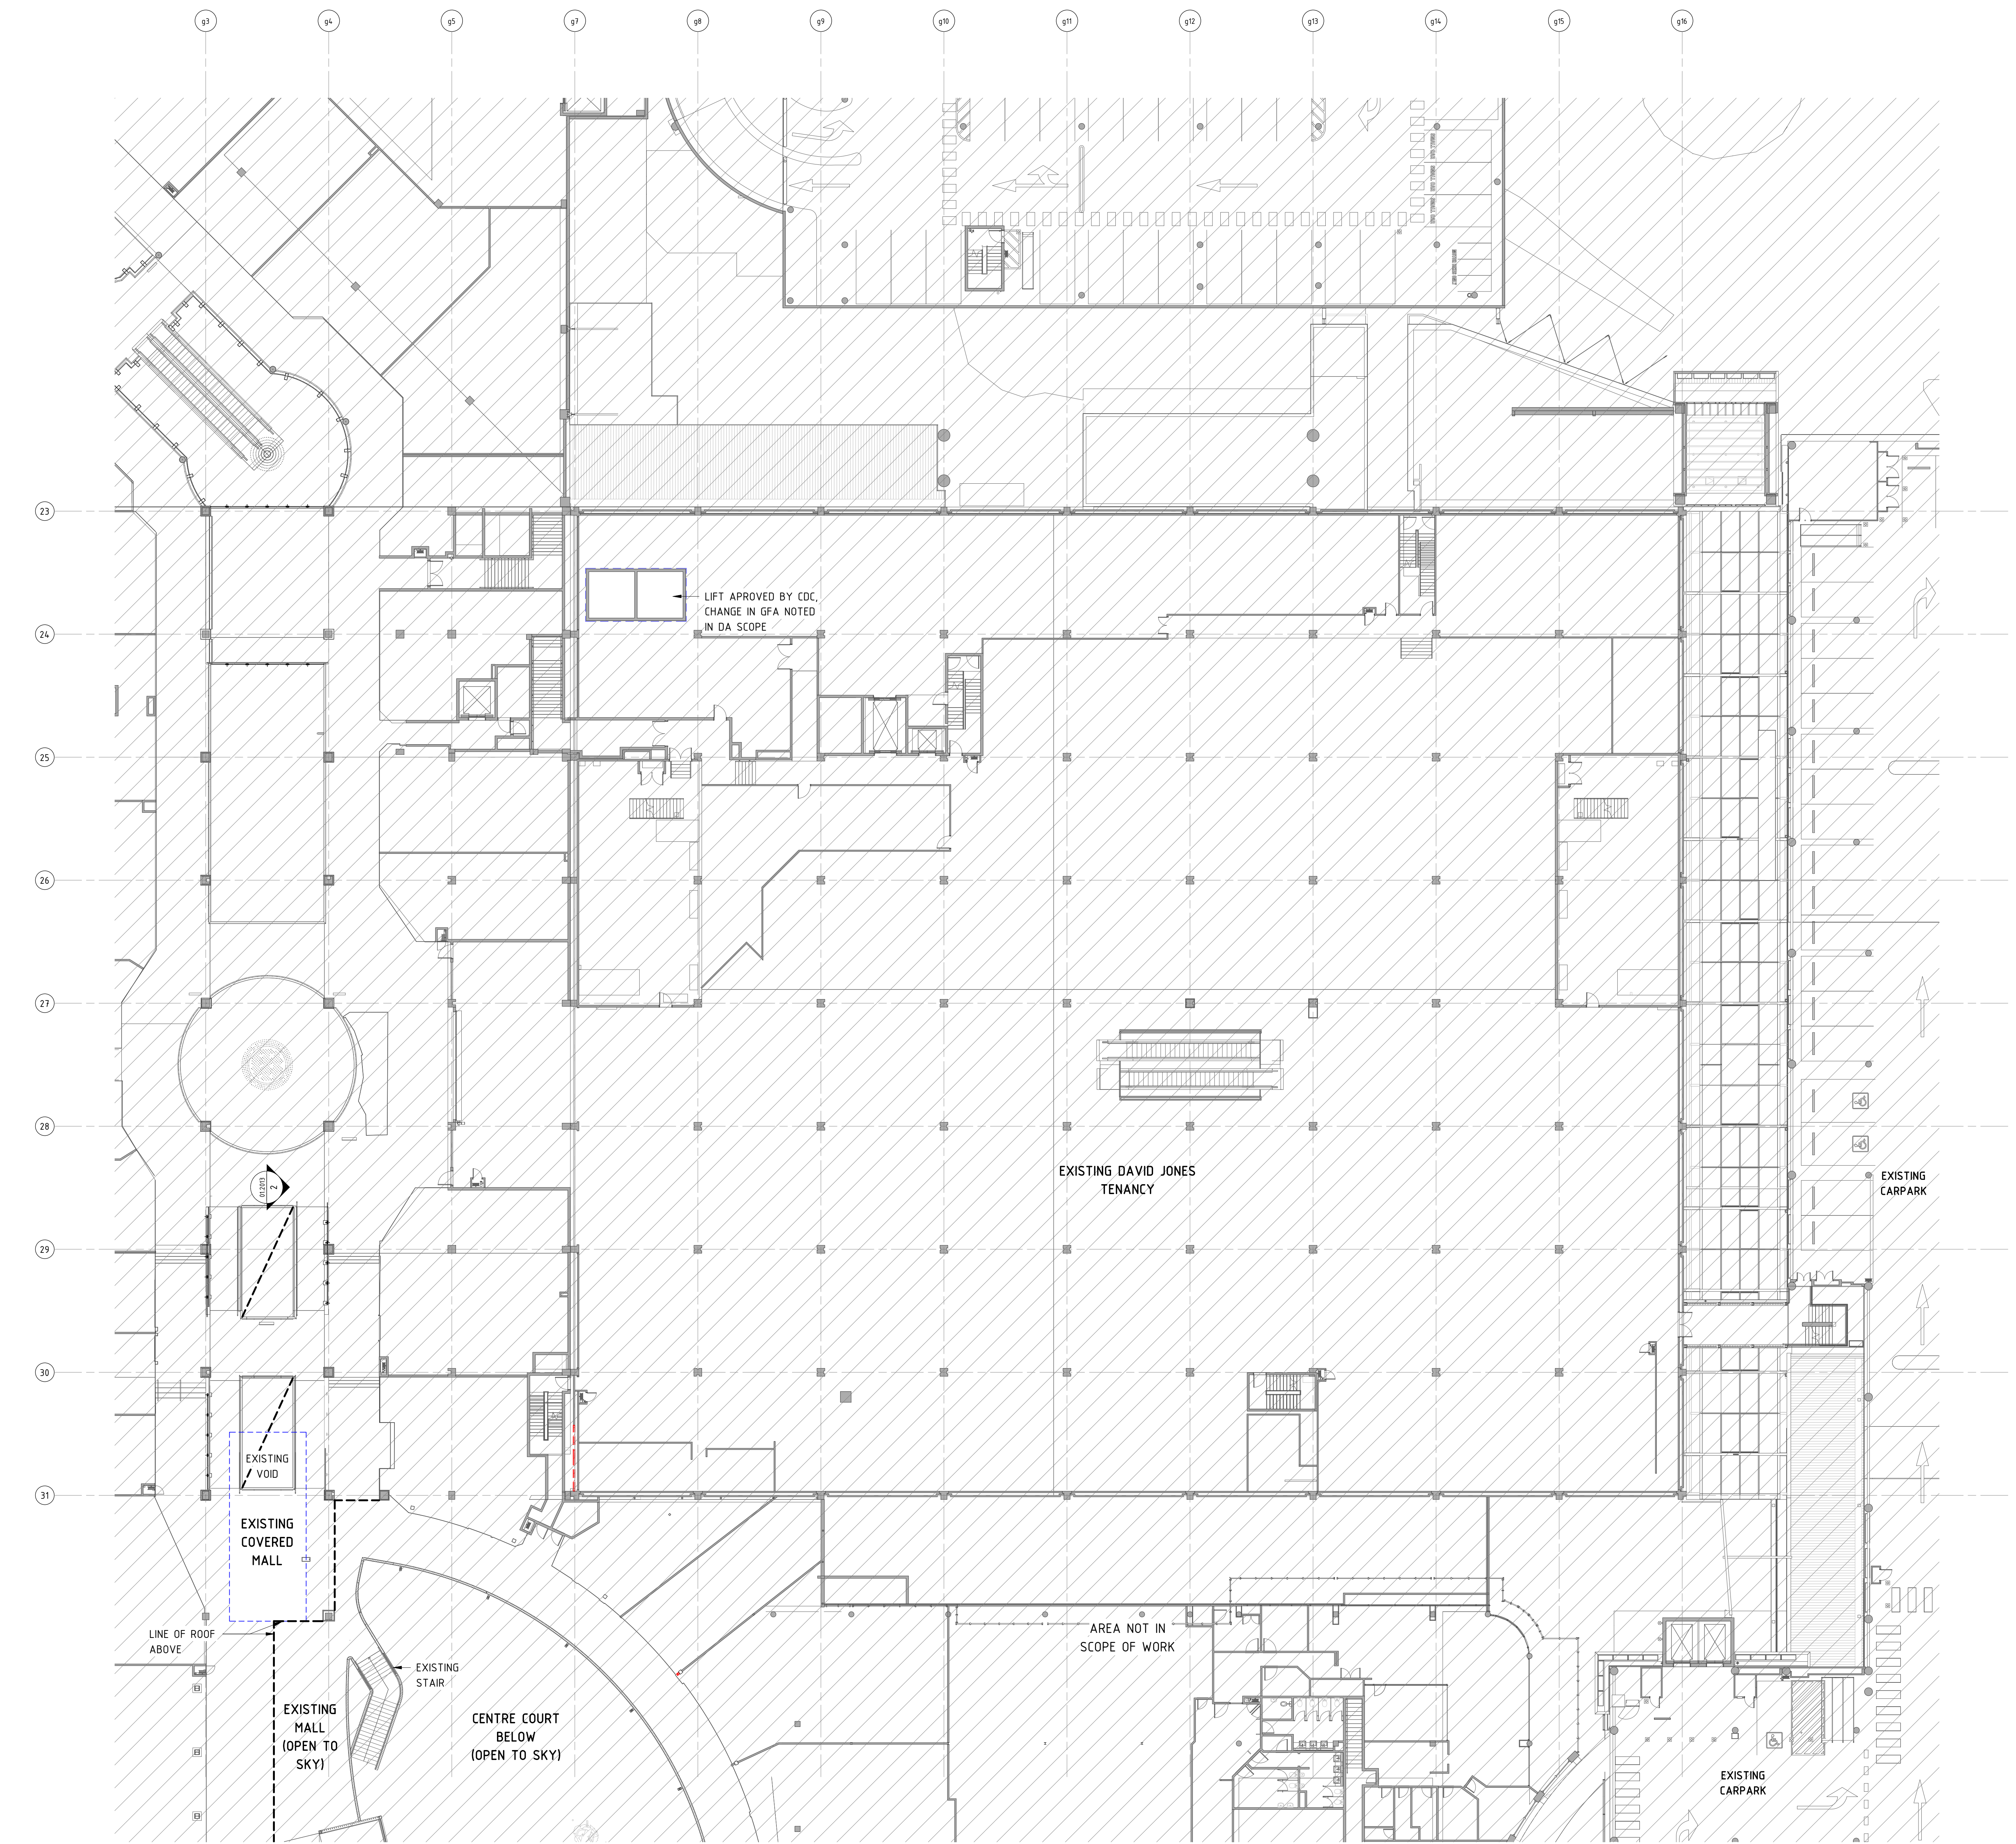 g3 g4 g5 g7 g8 g9 g10 g11 g12 g13 g14 g15 g16
23
LIFT APROVED BY CDC,
CHANGE IN GFA NOTED
IN DA SCOPE
24
25
26
27
28
EXISTING DAVID JONES
TENANCY
EXISTING
CARPARK
01.2013
2
29
30
EXISTING
VOID
31
EXISTING
COVERED
MALL
LINE OF ROOF
ABOVE
AREA NOT IN
SCOPE OF WORK
EXISTING
STAIR
EXISTING
MALL
(OPEN TO
SKY)
CENTRE COURT
BELOW
(OPEN TO SKY)
EXISTING
CARPARK